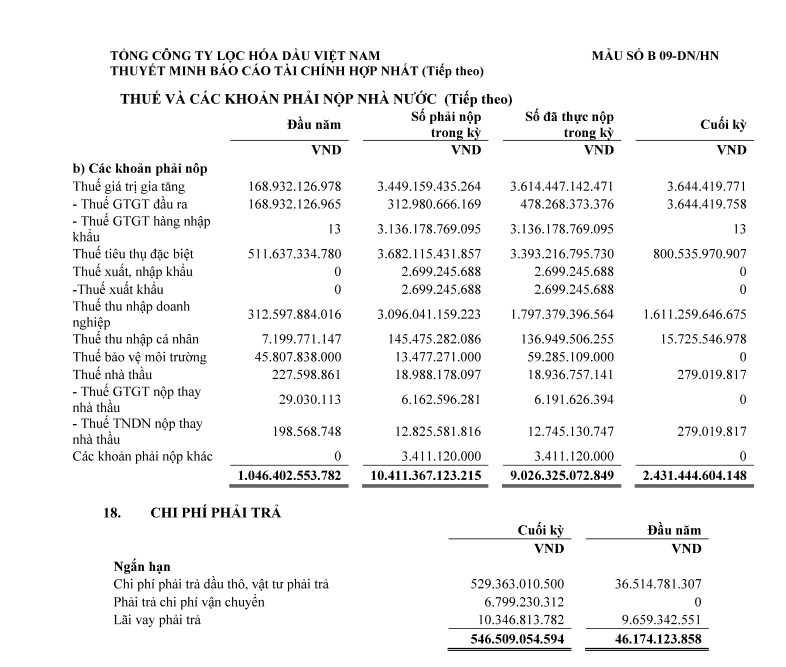 TỔNG CÔNG TY LỌC HÓA DẦU VIỆT NAM MẪU SỐ B 09-DN/HN
THUYẾT MINH BÁO CÁO TÀI CHÍNH HỢP NHẤT (Tiếp theo)
THUẾ VÀ CÁC KHOẢN PHẢI NỘP NHÀ NƯỚC (Tiếp theo)
Đầu năm Số phải nộp trong kỳ Số đã thực nộp trong kỳ Cuối kỳ
VND VND VND VND
b) Các khoản phải nộp
Thuế giá trị gia tăng 168.932.126.978 3.449.159.435.264 3.614.447.142.471 3.644.419.771
- Thuế GTGT đầu ra 168.932.126.965 312.980.666.169 478.268.373.376 3.644.419.758
- Thuế GTGT hàng nhập
khẩu 13 3.136.178.769.095 3.136.178.769.095 13
Thuế tiêu thụ đặc biệt 511.637.334.780 3.682.115.431.857 3.393.216.795.730 800.535.970.907
Thuế xuất, nhập khẩu 0 2.699.245.688 2.699.245.688 0
-Thuế xuất khẩu 0 2.699.245.688 2.699.245.688 0
Thuế thu nhập doanh
nghiệp 312.597.884.016 3.096.041.159.223 1.797.379.396.564 1.611.259.646.675
Thuế thu nhập cá nhân 7.199.771.147 145.475.282.086 136.949.506.255 15.725.546.978
Thuế bảo vệ môi trường 45.807.838.000 13.477.271.000 59.285.109.000 0
Thuế nhà thầu 227.598.861 18.988.178.097 18.936.757.141 279.019.817
- Thuế GTGT nộp thay
nhà thầu 29.030.113 6.162.596.281 6.191.626.394 0
- Thuế TNDN nộp thay
nhà thầu 198.568.748 12.825.581.816 12.745.130.747 279.019.817
Các khoản phải nộp khác 0 3.411.120.000 3.411.120.000 0
1.046.402.553.782 10.411.367.123.215 9.026.325.072.849 2.431.444.604.148
18. CHI PHÍ PHẢI TRẢ
Cuối kỳ Đầu năm
VND VND
Ngắn hạn
Chi phí phải trả dầu thô, vật tư phải trả 529.363.010.500 36.514.781.307
Phải trả chi phí vận chuyển 6.799.230.312 0
Lãi vay phải trả 10.346.813.782 9.659.342.551
546.509.054.594 46.174.123.858